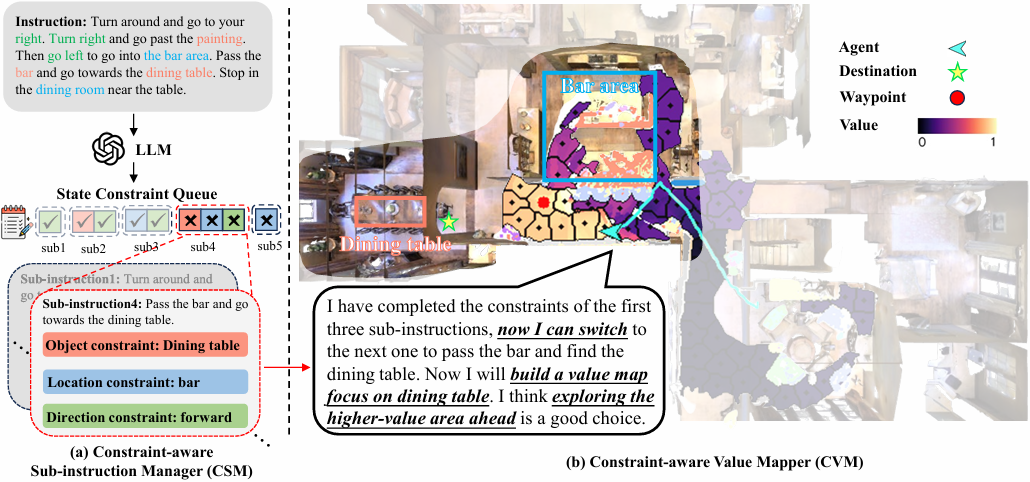 Instruction: Turn around and go to your
right. Turn right and go past the painting.
Then go left to go into the bar area. Pass the
bar and go towards the dining table. Stop in
the dining room near the table.
LLM
State Constraint Queue
sub1
sub2
sub3
sub4
sub5
Sub-instruction1: Turn around and
go
Sub-instruction4: Pass the bar and go
towards the dining table.
Object constraint: Dining table
Location constraint: bar
Direction constraint: forward
(a) Constraint-aware
Sub-instruction Manager (CSM)
Bar area
Dining table
Agent
Destination
Waypoint
Value
0
1
I have completed the constraints of the first
three sub-instructions, now I can switch to
the next one to pass the bar and find the
dining table. Now I will build a value map
focus on dining table. I think exploring the
higher-value area ahead is a good choice.
(b) Constraint-aware Value Mapper (CVM)